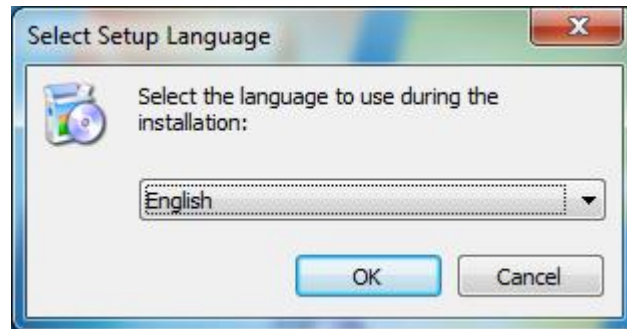 Select Setup Language
Select the language to use during the
installation:
English
OK
Cancel